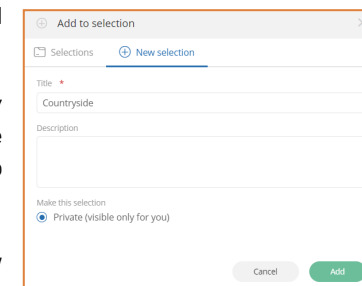 Add to selection
Selections
New selection
Title *
Countryside
Description
Make this selection
Private (visible only for you)
Cancel
Add